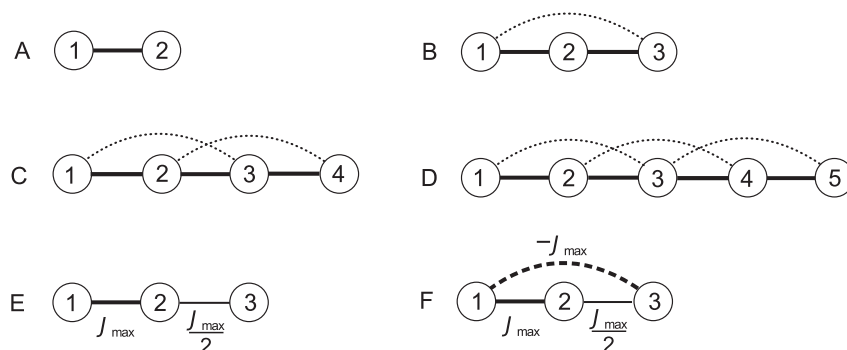 A 1 2
B 1 2 3
C 1 2 3 4
D 1 2 3 4 5
E 1 2 3
J max J max
2
F 1 2 3
−J max
J max J max
2